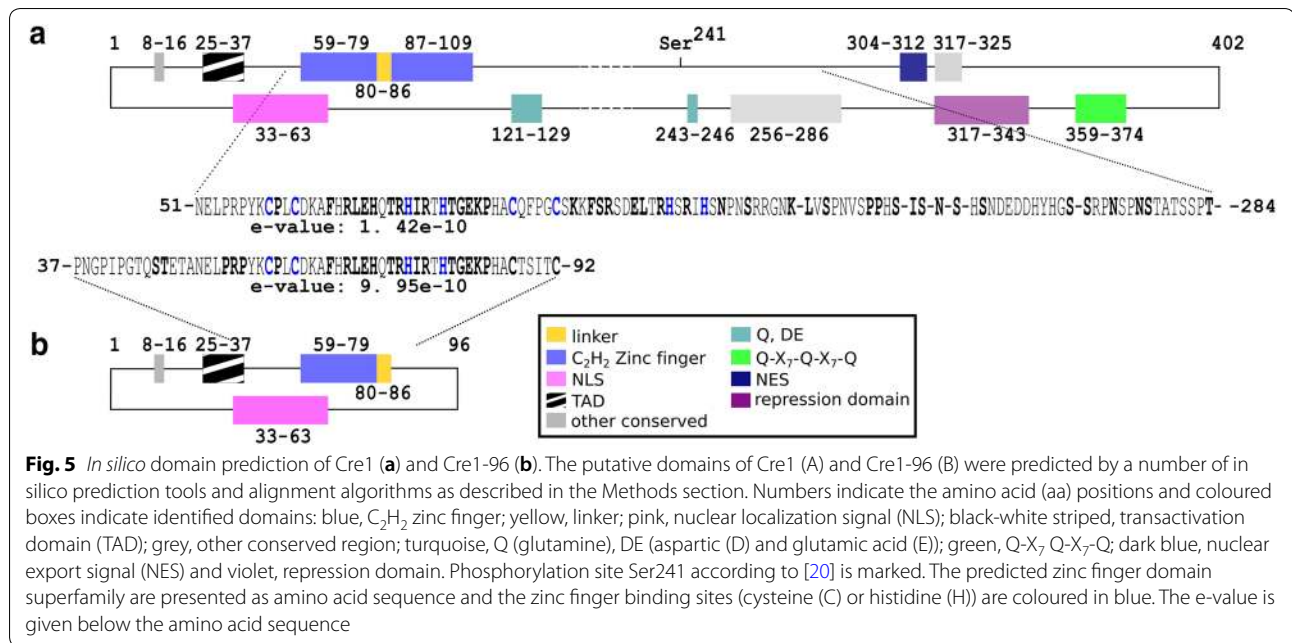 a
1 8-16 25-37 59-79 87-109 Ser241 304-312 317-325 402
80-86
33-63 121-129 243-246 256-286 317-343 359-374
51-NELPRPYKCPLCDKAFHRLEHQTRHIRTHTGEKPHACQFPGCSKKFSRSDELTRHSRIHSNPNSRRGNK-LVSPNVSPPHS-IS-N-S-HSNDEDDHYHGS-SRPNSPNSTATSSPT--284
e-value: 1. 42e-10
37-PNGPIPGTQSTETANELPRPYKCPLCDKAFHRLEHQTRHIRTHTGEKPHACTSITC-92
e-value: 9. 95e-10
b
1 8-16 25-37 59-79 96
80-86
33-63
linker
C2H2 Zinc finger
NLS
TAD
other conserved
Q, DE
Q-X7-Q-X7-Q
NES
repression domain
Fig. 5 In silico domain prediction of Cre1 (a) and Cre1-96 (b). The putative domains of Cre1 (A) and Cre1-96 (B) were predicted by a number of in
silico prediction tools and alignment algorithms as described in the Methods section. Numbers indicate the amino acid (aa) positions and coloured
boxes indicate identified domains: blue, C2H2 zinc finger; yellow, linker; pink, nuclear localization signal (NLS); black-white striped, transactivation
domain (TAD); grey, other conserved region; turquoise, Q (glutamine), DE (aspartic (D) and glutamic acid (E)); green, Q-X7 Q-X7-Q; dark blue, nuclear
export signal (NES) and violet, repression domain. Phosphorylation site Ser241 according to [20] is marked. The predicted zinc finger domain
superfamily are presented as amino acid sequence and the zinc finger binding sites (cysteine (C) or histidine (H)) are coloured in blue. The e-value is
given below the amino acid sequence